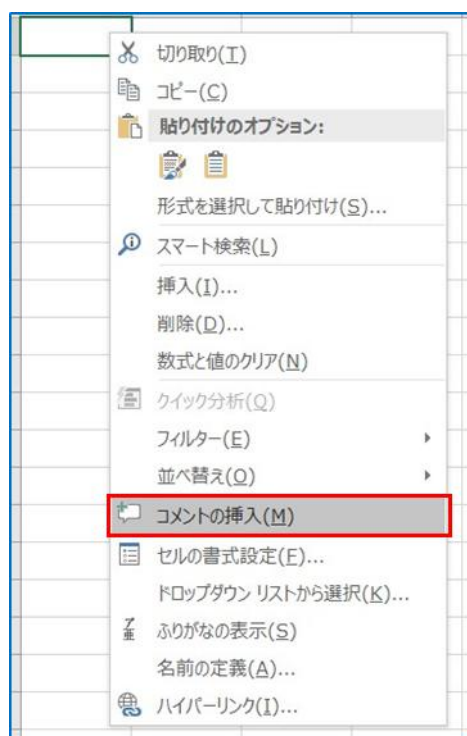 切り取り(T)
コピー(C)
貼り付けのオプション:
形式を選択して貼り付け(S)...
スマート検索(L)
挿入(I)...
削除(D)...
数式と値のクリア(N)
クイック分析(Q)
フィルター(E)
並べ替え(O)
コメントの挿入(M)
セルの書式設定(F)...
ドロップダウン リストから選択(K)...
ふりがなの表示(S)
名前の定義(A)...
ハイパーリンク(I)...